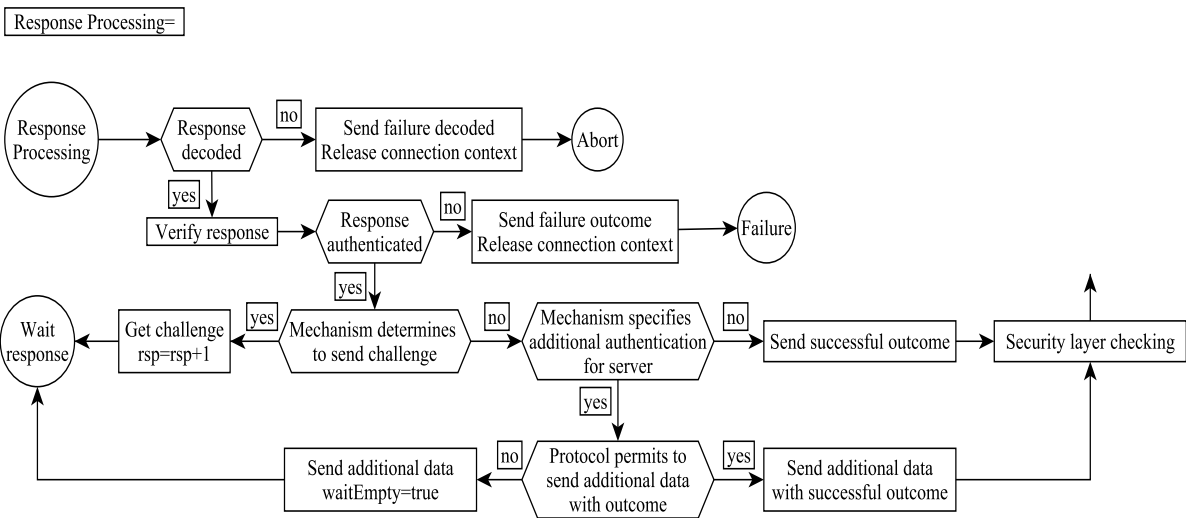 Response Processing=
Response
Processing
Response
decoded
no
Send failure decoded
Release connection context
Abort
yes
Verify response
Response
authenticated
no
Send failure outcome
Release connection context
Failure
yes
Wait
response
Get challenge
rsp=rsp+1
yes
Mechanism determines
to send challenge
no
Mechanism specifies
additional authentication
for server
no
Send successful outcome
Security layer checking
yes
Send additional data
waitEmpty=true
no
Protocol permits to
send additional data
with outcome
yes
Send additional data
with successful outcome